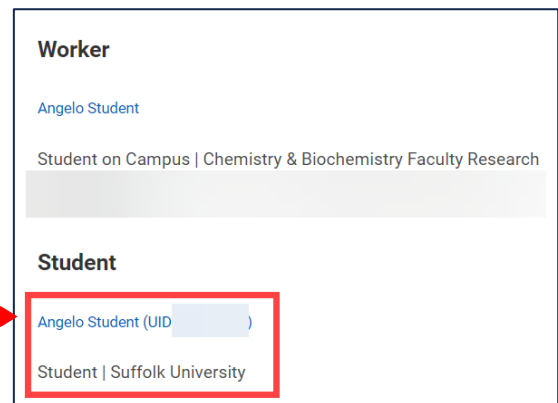 Worker
Angelo Student
Student on Campus | Chemistry & Biochemistry Faculty Research
Student
Angelo Student (UID )
Student | Suffolk University